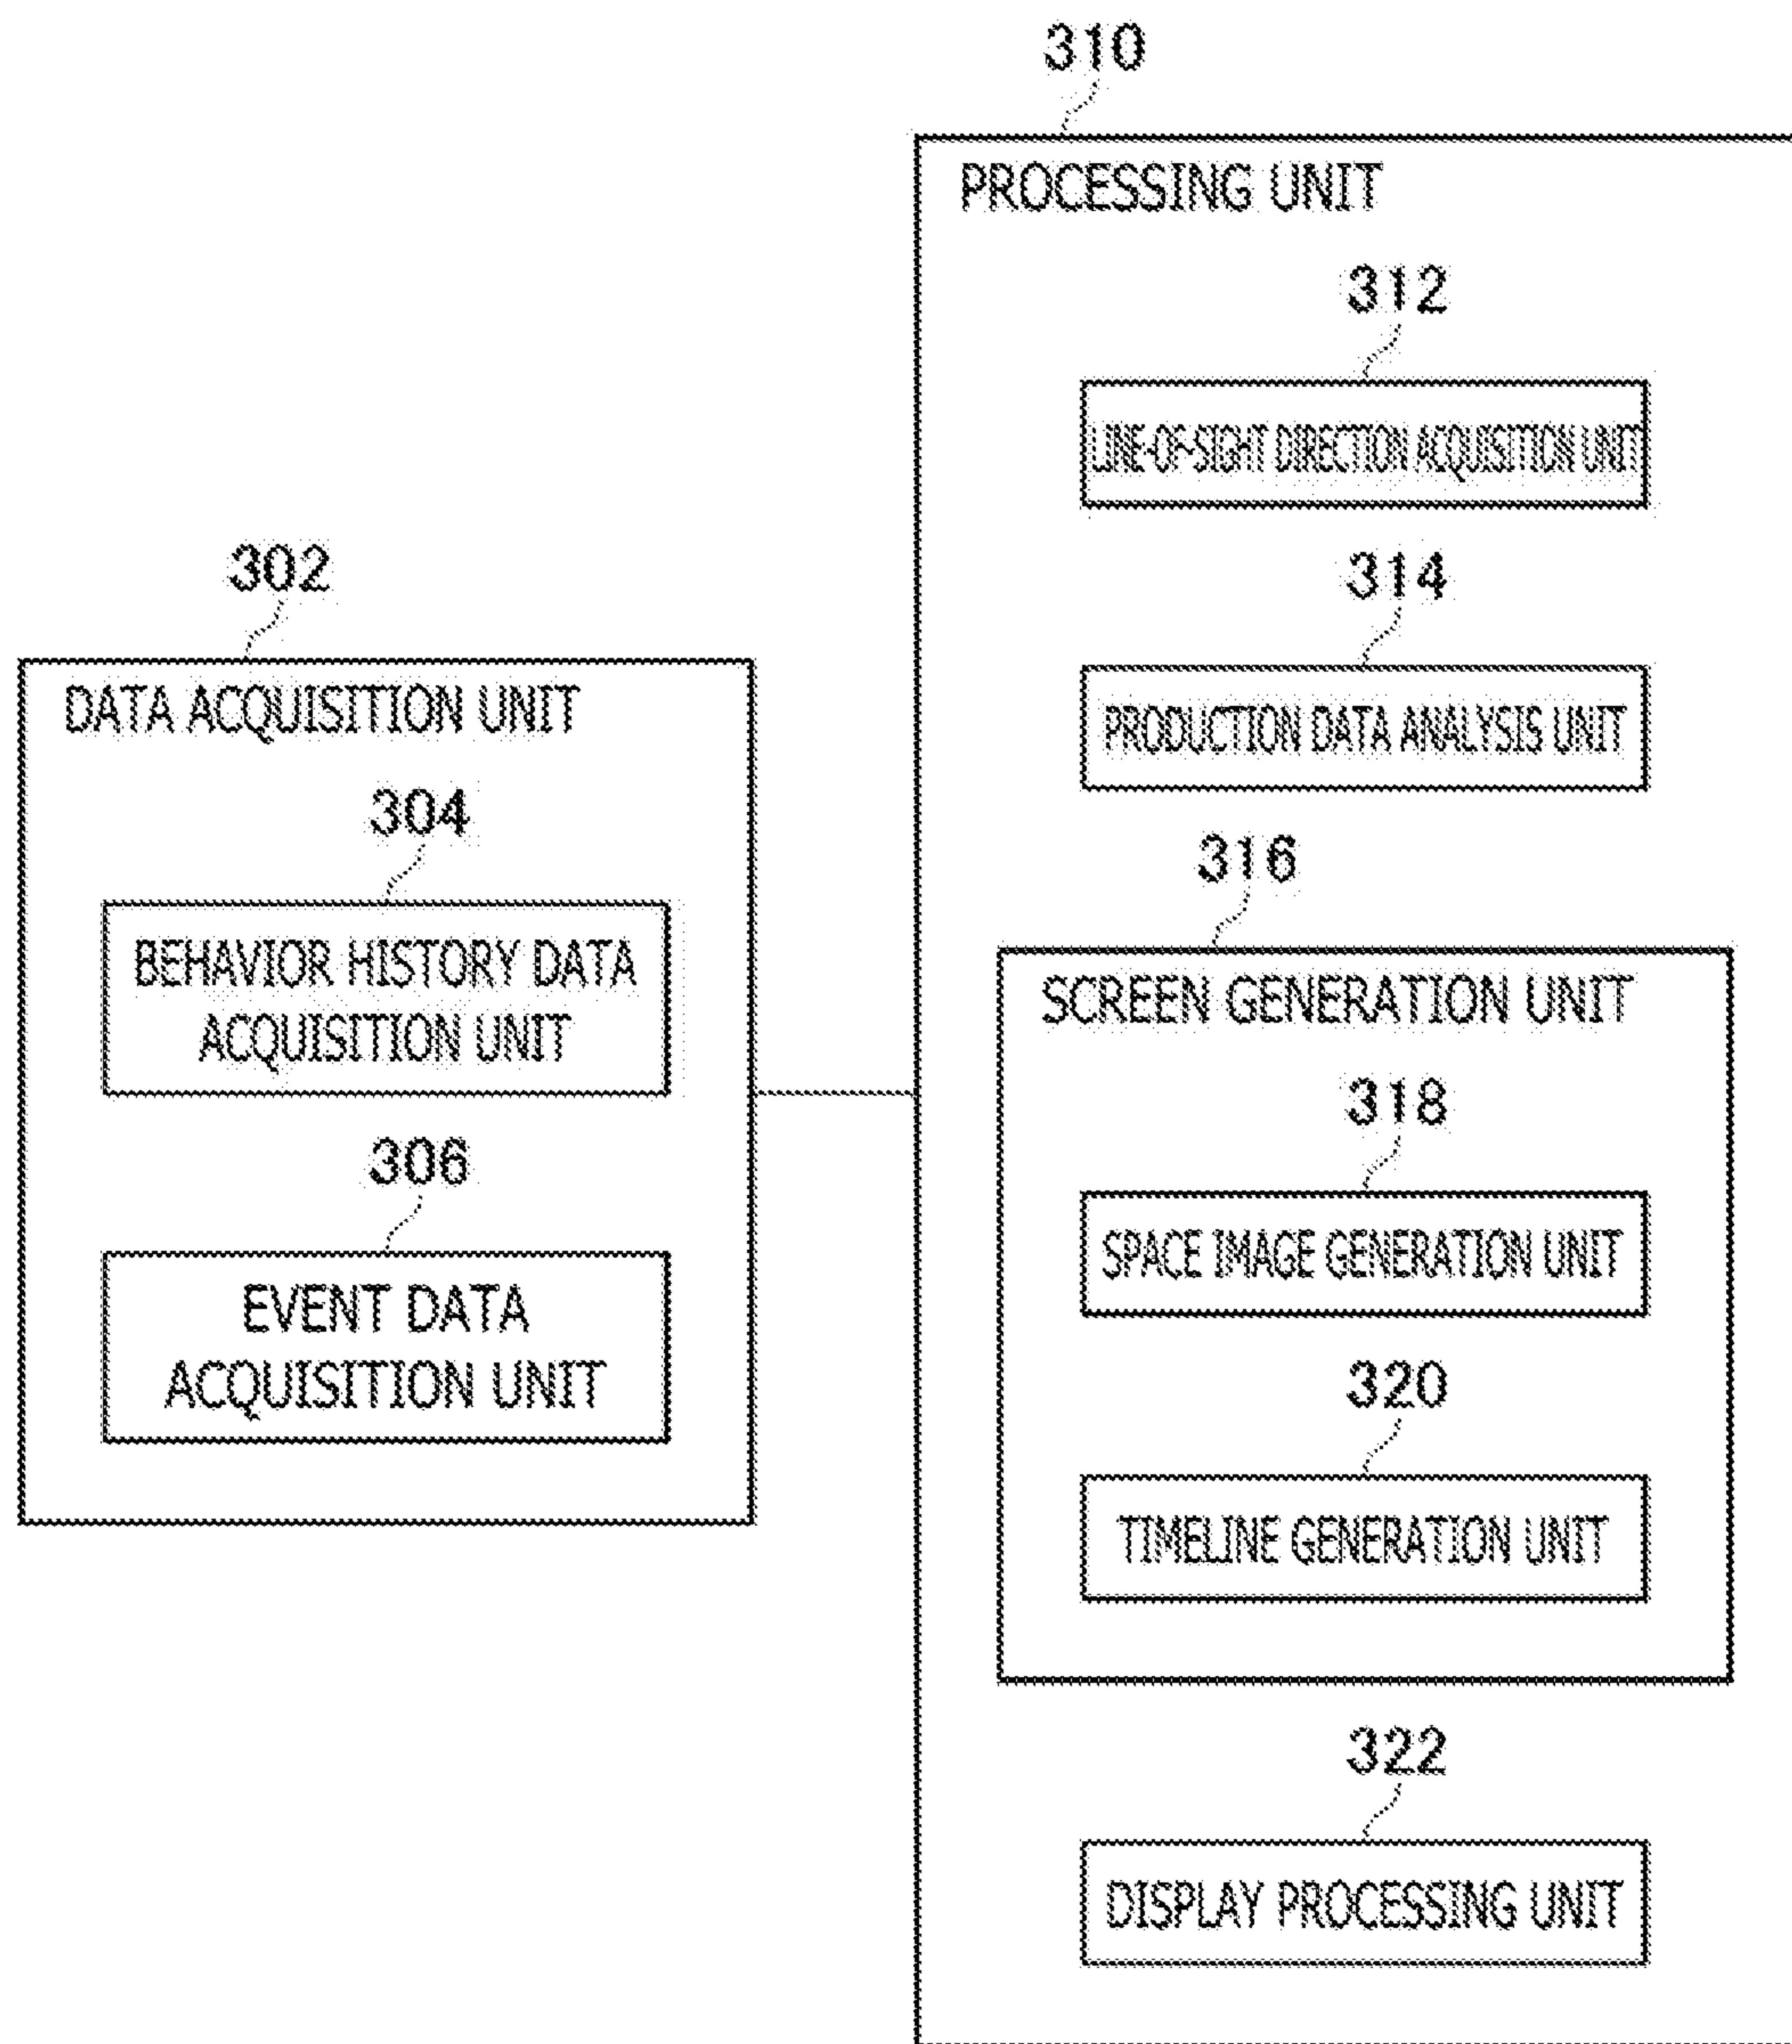 310
PROCESSING UNIT
312
LINE-OF-SIGHT DIRECTION ACQUISITION UNIT
314
PRODUCTION DATA ANALYSIS UNIT
316
SCREEN GENERATION UNIT
318
SPACE IMAGE GENERATION UNIT
320
TIMELINE GENERATION UNIT
322
DISPLAY PROCESSING UNIT
302
DATA ACQUISITION UNIT
304
BEHAVIOR HISTORY DATA
ACQUISITION UNIT
306
EVENT DATA
ACQUISITION UNIT